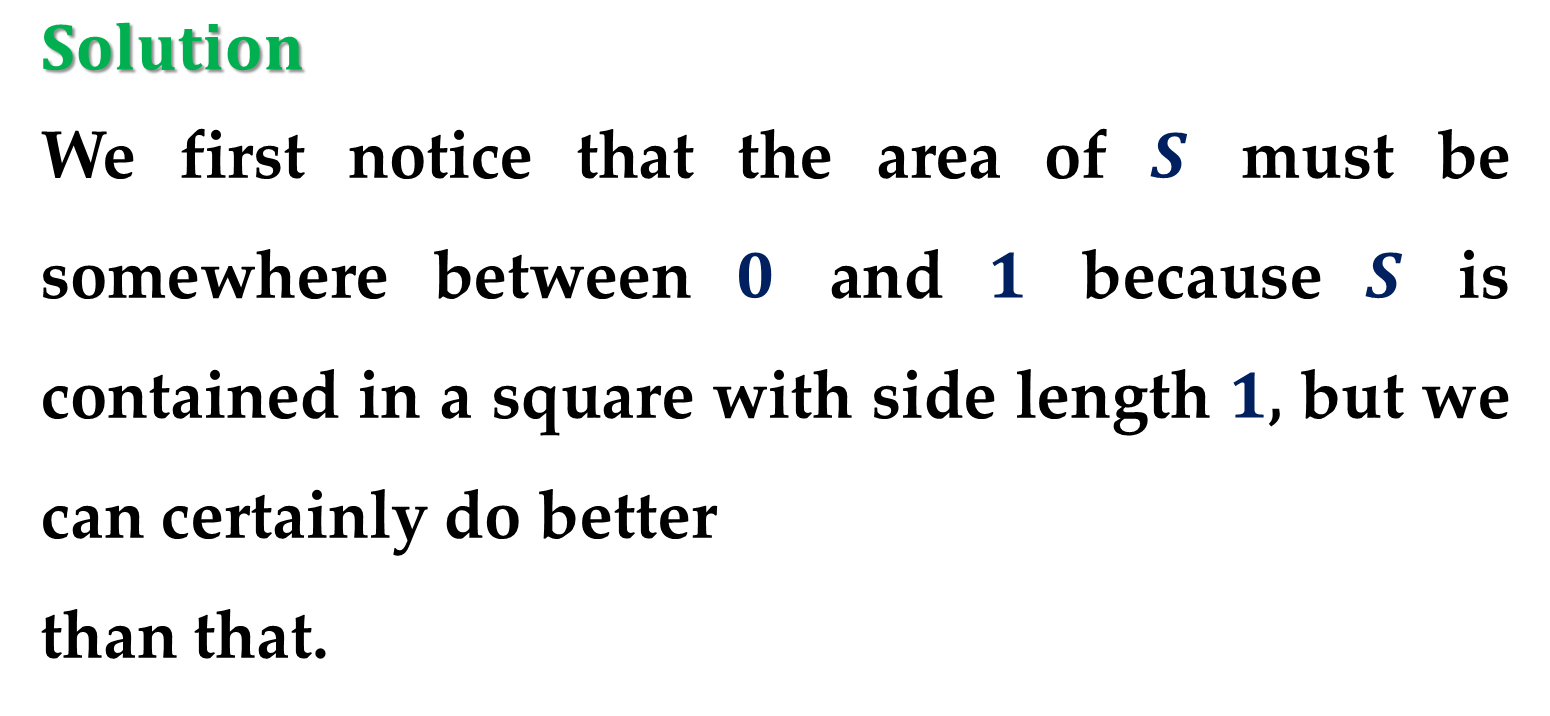 Solution
We first notice that the area of S must be
somewhere between 0 and 1 because S is
contained in a square with side length 1, but we
can certainly do better
than that.